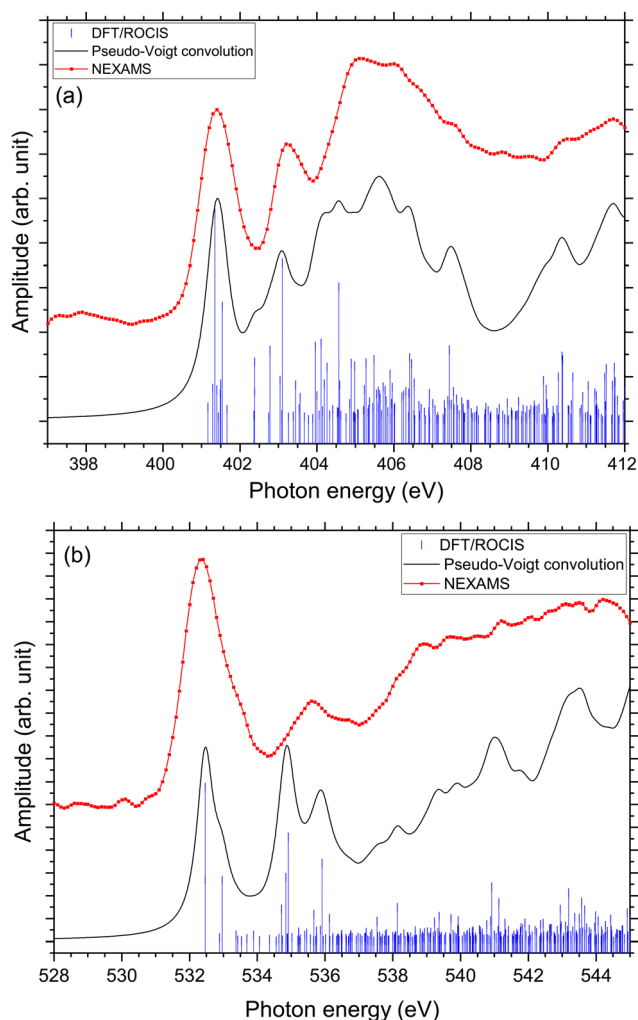 DFT/ROCIS
Pseudo-Voigt convolution
NEXAMS
(a)
Amplitude (arb. unit)
398 400 402 404 406 408 410 412
Photon energy (eV)
(b)
DFT/ROCIS
Pseudo-Voigt convolution
NEXAMS
Amplitude (arb. unit)
528 530 532 534 536 538 540 542 544
Photon energy (eV)